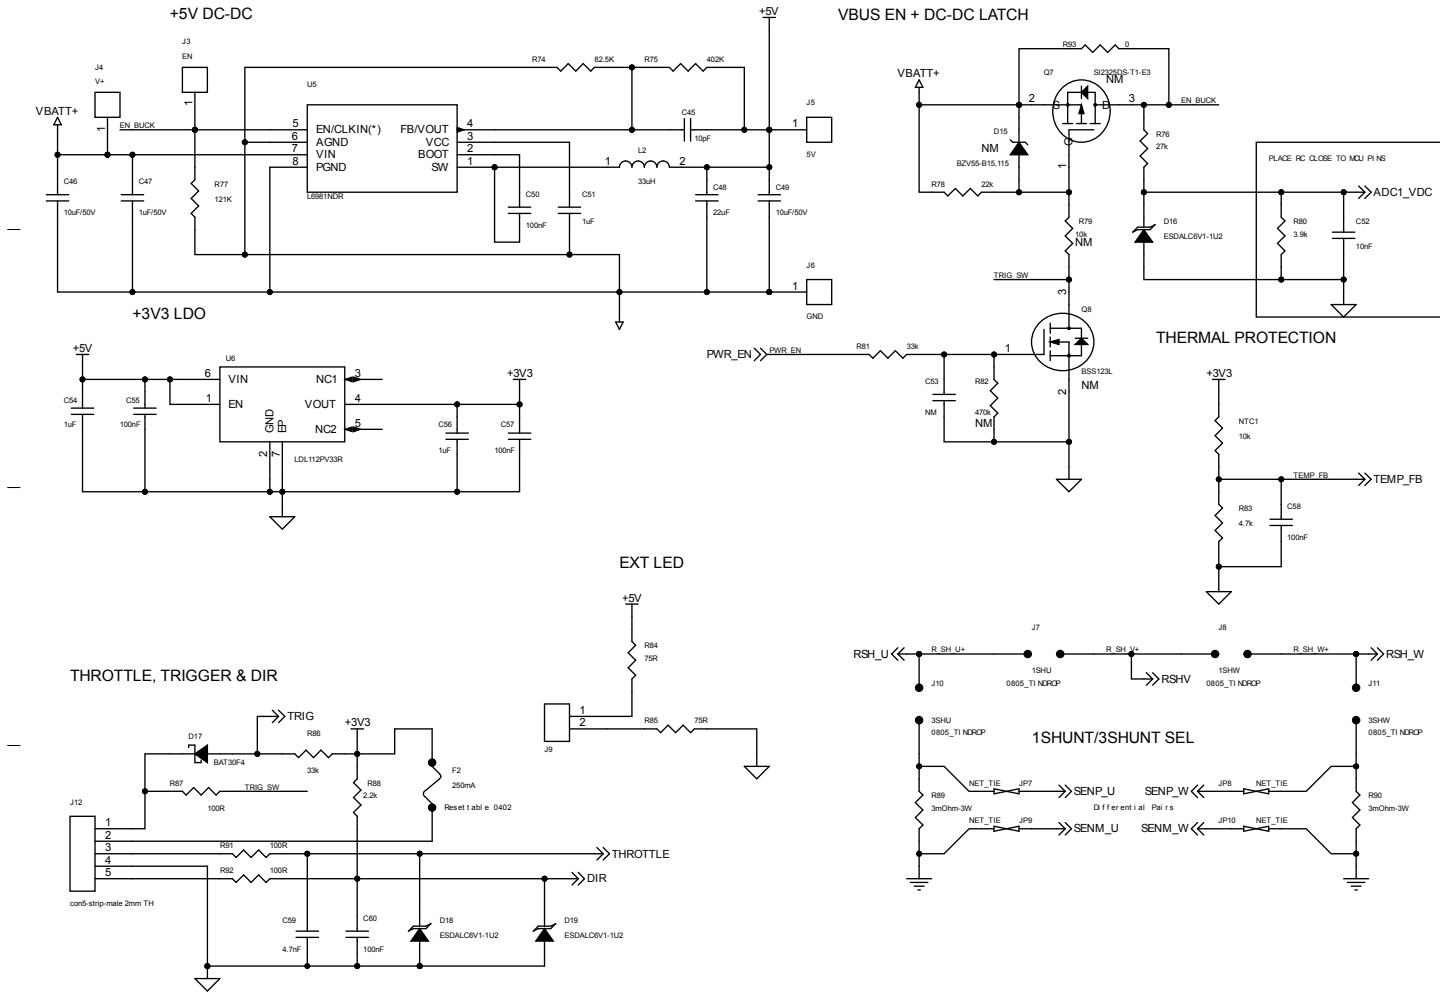 +5V DC-DC
+5V
J3
EN
1
J4
V+
1
VBATT+
EN_BUCK
U5
5
6
7
8
EN/CLKIN(*)
AGND
VIN
PGND
FB/VOUT
VCC
BOOT
SW
4
3
2
1
L6981NDR
R74
82.5K
R75
402K
C45
10pF
L2
1
2
33uH
J5
1
5V
C46
10uF/50V
C47
1uF/50V
R77
121K
C50
100nF
C51
1uF
C48
22uF
C49
10uF/50V
J6
1
GND
VBUS EN + DC-DC LATCH
R93
0
VBATT+
Q7
SI2325DS-T1-E3
NM
2
S
D
3
G
1
EN_BUCK
D15
NM
BZV55-B15,115
R78
22k
R76
27k
PLACE RC CLOSE TO MCU PINS
ADC1_VDC
D16
ESDALC6V1-1U2
R80
3.9k
C52
10nF
R79
10k
NM
TRIG_SW
3
Q8
1
BSS123L
NM
2
PWR_EN
PWR_EN
R81
33k
C53
NM
R82
470k
NM
+3V3 LDO
+5V
U6
6
1
VIN
EN
GND
EP
2
7
NC1
VOUT
NC2
3
4
5
LDL112PV33R
C54
1uF
C55
100nF
+3V3
C56
1uF
C57
100nF
THERMAL PROTECTION
+3V3
NTC1
10k
TEMP_FB
TEMP_FB
R83
4.7k
C58
100nF
EXT LED
+5V
R84
75R
1
2
J9
R85
75R
THROTTLE, TRIGGER & DIR
TRIG
D17
BAT30F4
R86
33k
+3V3
R87
100R
TRIG_SW
R88
2.2k
F2
250mA
Resettable 0402
J12
1
2
3
4
5
con5-strip-male 2mm TH
R91
100R
THROTTLE
R92
100R
DIR
C59
4.7nF
C60
100nF
D18
ESDALC6V1-1U2
D19
ESDALC6V1-1U2
J7
J8
RSH_U
R_SH_U+
1SHU
0805_TINDROP
R_SH_V+
RSHV
1SHW
0805_TINDROP
R_SH_W+
RSH_W
J10
3SHU
0805_TINDROP
J11
3SHW
0805_TINDROP
1SHUNT/3SHUNT SEL
R89
3mOhm-3W
NET_TIE
JP7
SENP_U
SENP_W
JP8
NET_TIE
R90
3mOhm-3W
Differential Pairs
NET_TIE
JP9
SENM_U
SENM_W
JP10
NET_TIE